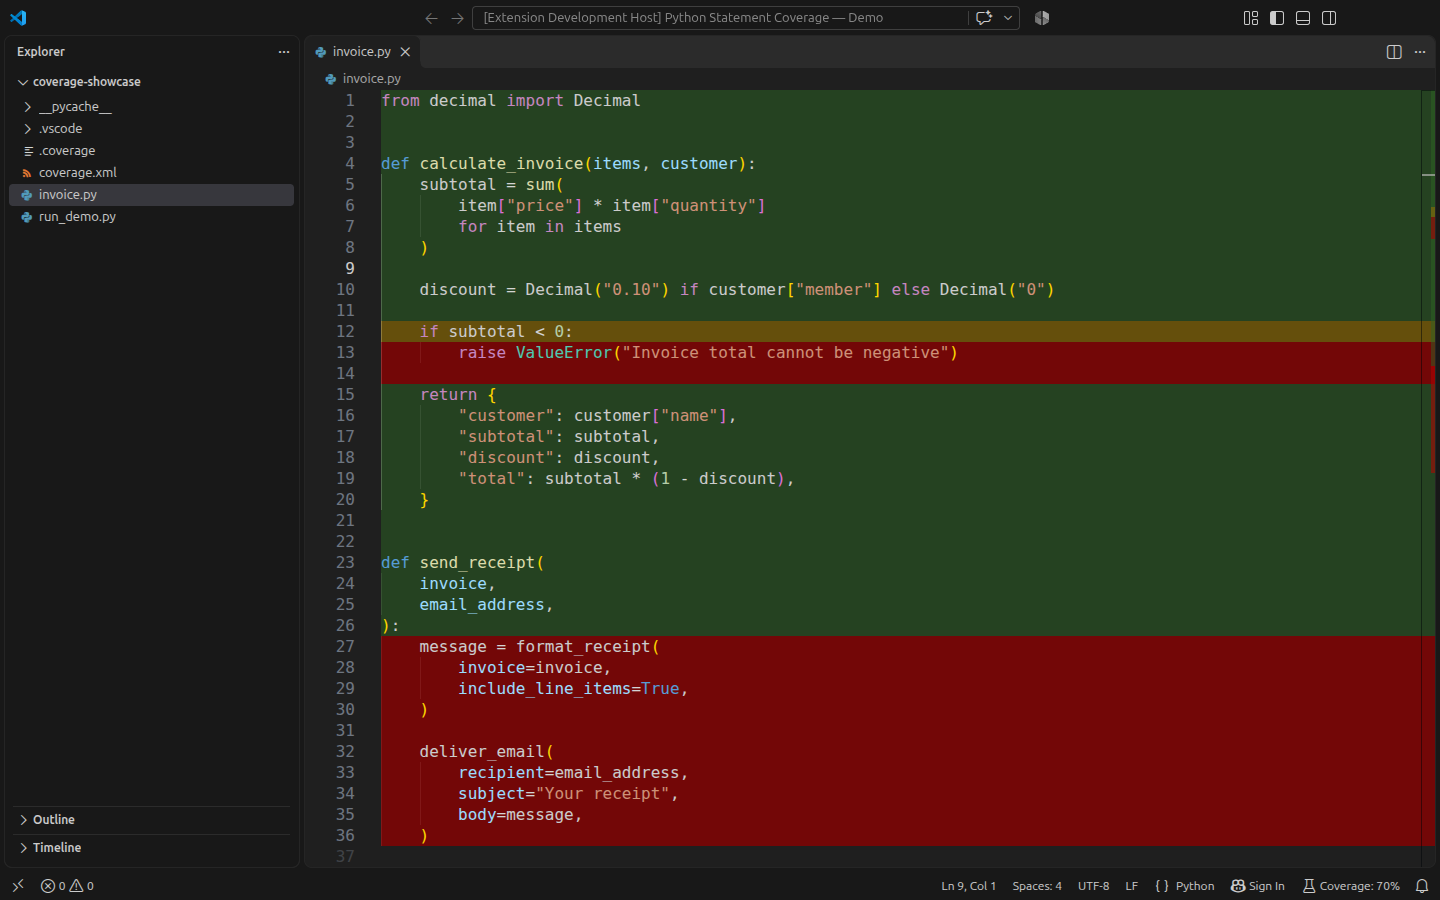 [Extension Development Host] Python Statement Coverage — Demo
Explorer
coverage-showcase
__pycache__
.vscode
.coverage
coverage.xml
invoice.py
run_demo.py
Outline
Timeline
invoice.py
invoice.py
1 from decimal import Decimal
2
3
4 def calculate_invoice(items, customer):
5     subtotal = sum(
6         item["price"] * item["quantity"]
7         for item in items
8     )
9
10     discount = Decimal("0.10") if customer["member"] else Decimal("0")
11
12     if subtotal < 0:
13         raise ValueError("Invoice total cannot be negative")
14
15     return {
16         "customer": customer["name"],
17         "subtotal": subtotal,
18         "discount": discount,
19         "total": subtotal * (1 - discount),
20     }
21
22
23 def send_receipt(
24     invoice,
25     email_address,
26 ):
27     message = format_receipt(
28         invoice=invoice,
29         include_line_items=True,
30     )
31
32     deliver_email(
33         recipient=email_address,
34         subject="Your receipt",
35         body=message,
36     )
37
0 0 Ln 9, Col 1 Spaces: 4 UTF-8 LF { } Python Sign In Coverage: 70%